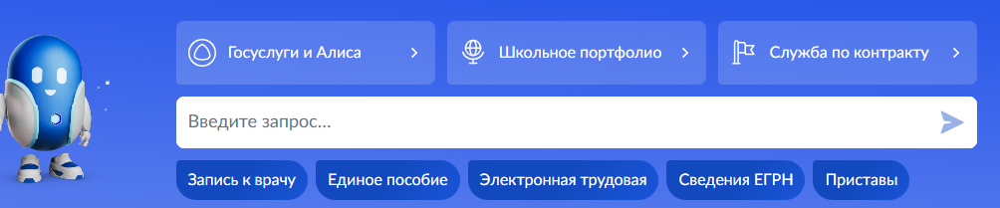 Госуслуги и Алиса
Школьное портфолио
Служба по контракту
Введите запрос...
Запись к врачу
Единое пособие
Электронная трудовая
Сведения ЕГРН
Приставы